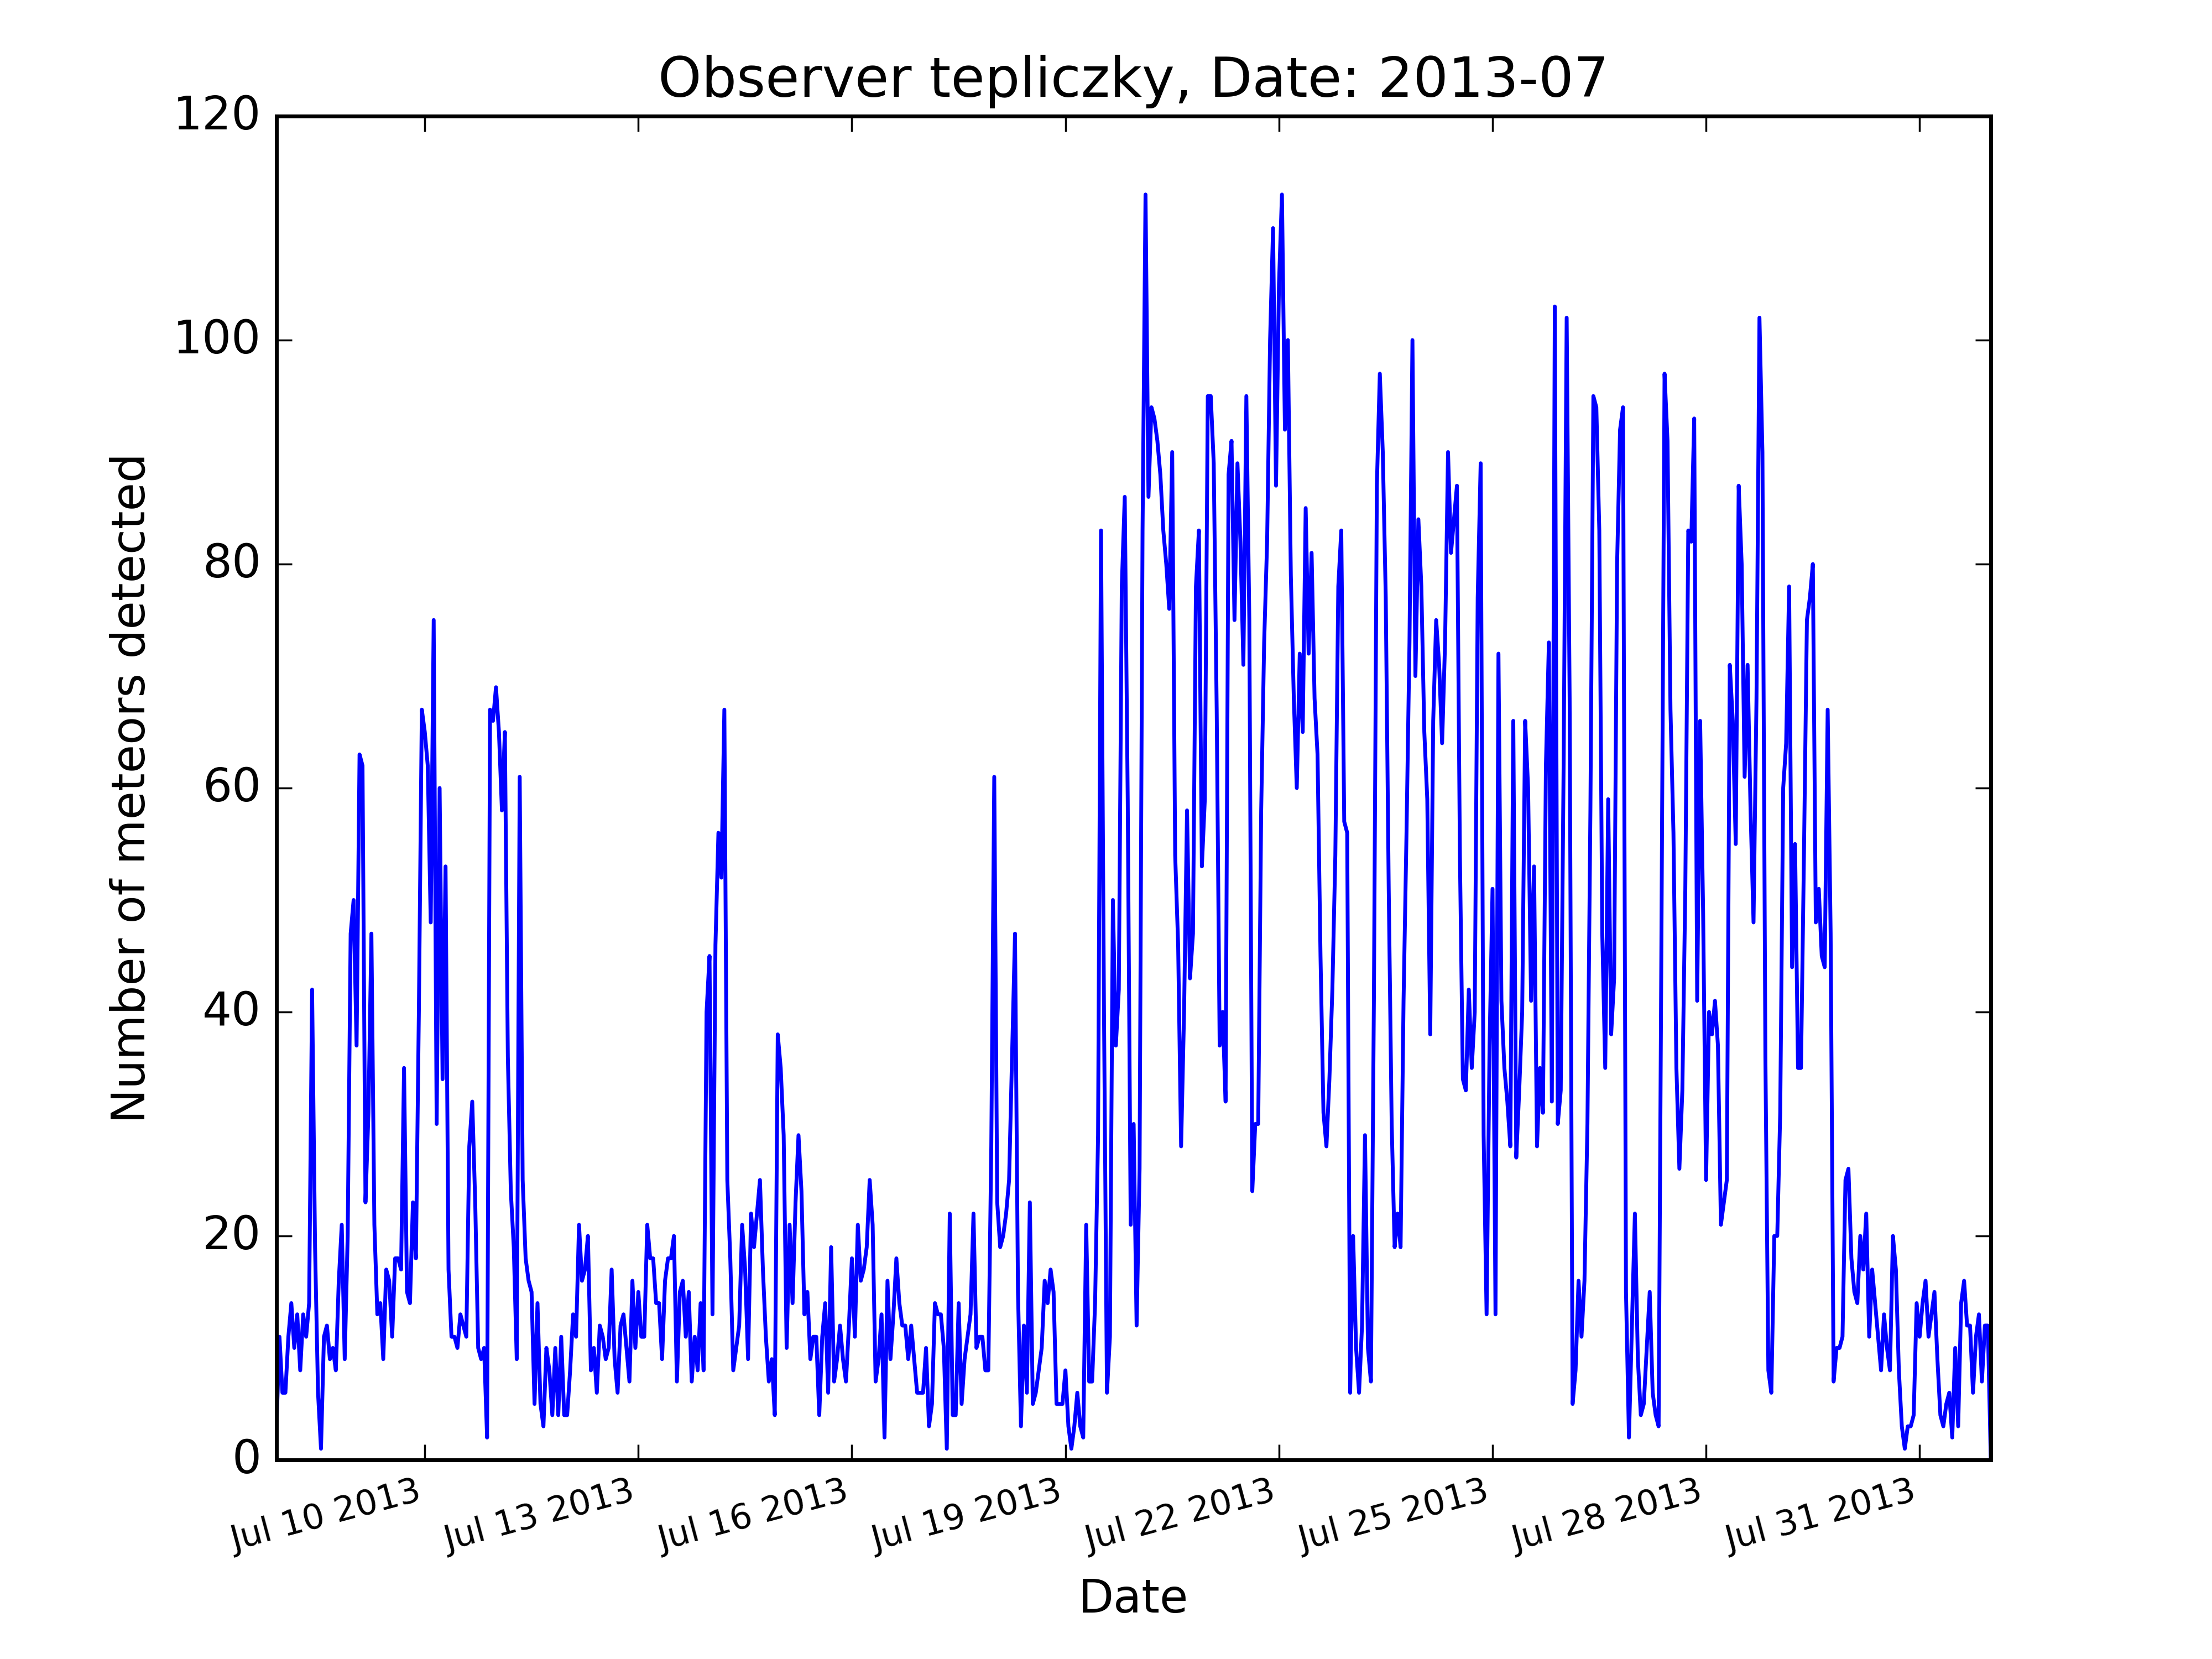 Observer tepliczky, Date: 2013-07
120
100
80
60
40
20
0
Number of meteors detected
Jul 10 2013
Jul 13 2013
Jul 16 2013
Jul 19 2013
Jul 22 2013
Jul 25 2013
Jul 28 2013
Jul 31 2013
Date